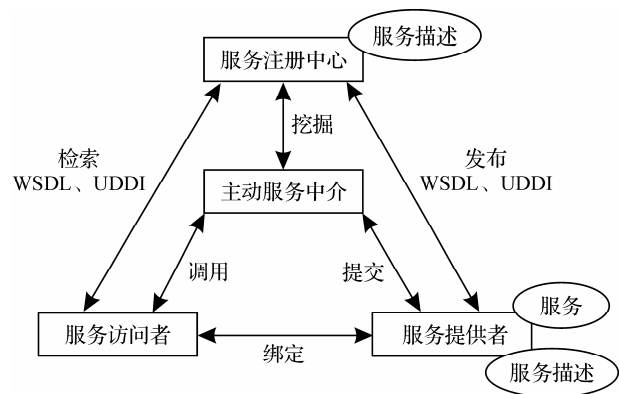 服务描述
服务注册中心
挖掘
检索
WSDL、UDDI
发布
WSDL、UDDI
主动服务中介
调用
提交
服务
服务访问者
服务提供者
绑定
服务描述